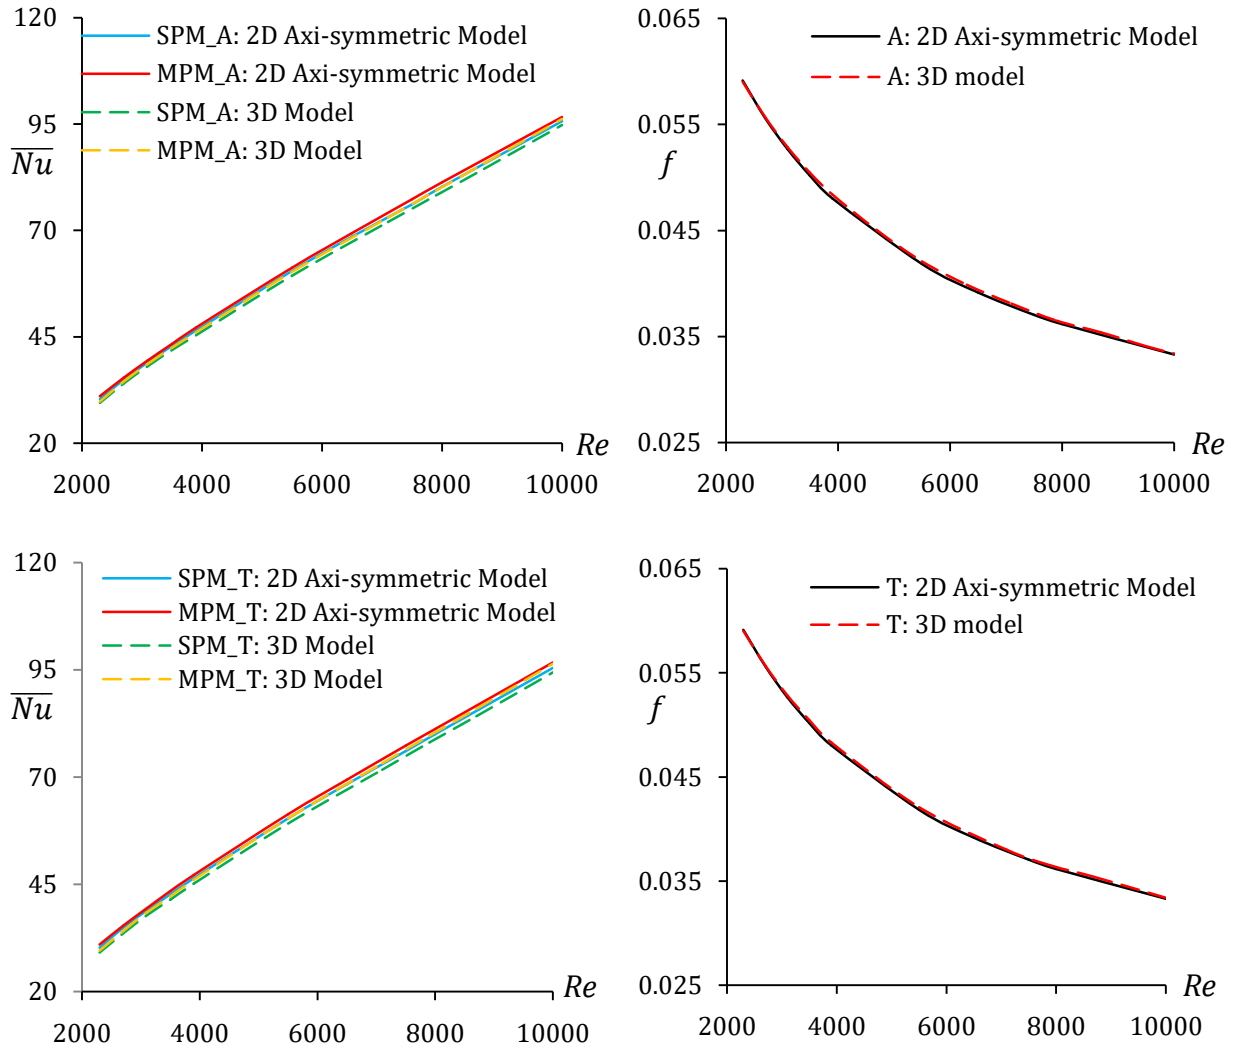 120
SPM_A: 2D Axi-symmetric Model
MPM_A: 2D Axi-symmetric Model
SPM_A: 3D Model
MPM_A: 3D Model
95
Nu
70
45
20
Re
2000 4000 6000 8000 10000
0.065
A: 2D Axi-symmetric Model
A: 3D model
0.055
f
0.045
0.035
0.025
Re
2000 4000 6000 8000 10000
120
SPM_T: 2D Axi-symmetric Model
MPM_T: 2D Axi-symmetric Model
SPM_T: 3D Model
MPM_T: 3D Model
95
Nu
70
45
20
Re
2000 4000 6000 8000 10000
0.065
T: 2D Axi-symmetric Model
T: 3D model
0.055
f
0.045
0.035
0.025
Re
2000 4000 6000 8000 10000